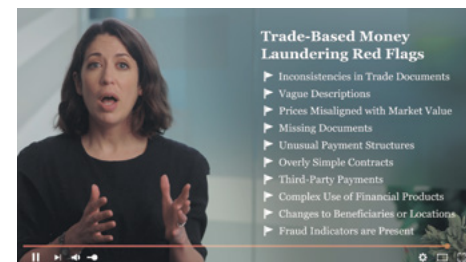 Trade-Based Money
Laundering Red Flags
Inconsistencies in Trade Documents
Vague Descriptions
Prices Misaligned with Market Value
Missing Documents
Unusual Payment Structures
Overly Simple Contracts
Third-Party Payments
Complex Use of Financial Products
Changes to Beneficiaries or Locations
Fraud Indicators are Present